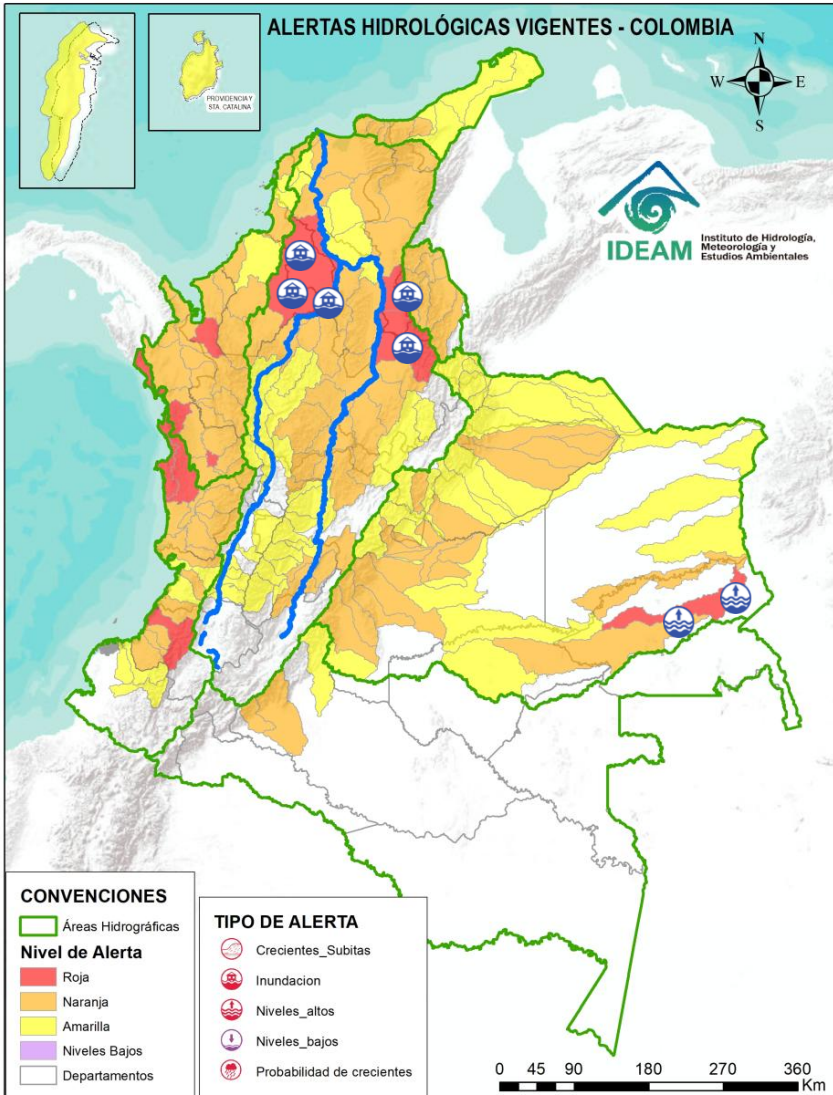 ALERTAS HIDROLÓGICAS VIGENTES - COLOMBIA
N
W
E
S
PROVIDENCIA Y
STA. CATALINA
IDEAM
Instituto de Hidrología,
Meteorología y
Estudios Ambientales
CONVENCIONES
Áreas Hidrográficas
Nivel de Alerta
Roja
Naranja
Amarilla
Niveles Bajos
Departamentos
TIPO DE ALERTA
Crecientes_Subitas
Inundacion
Niveles_altos
Niveles_bajos
Probabilidad de crecientes
0 45 90 180 270 360
Km